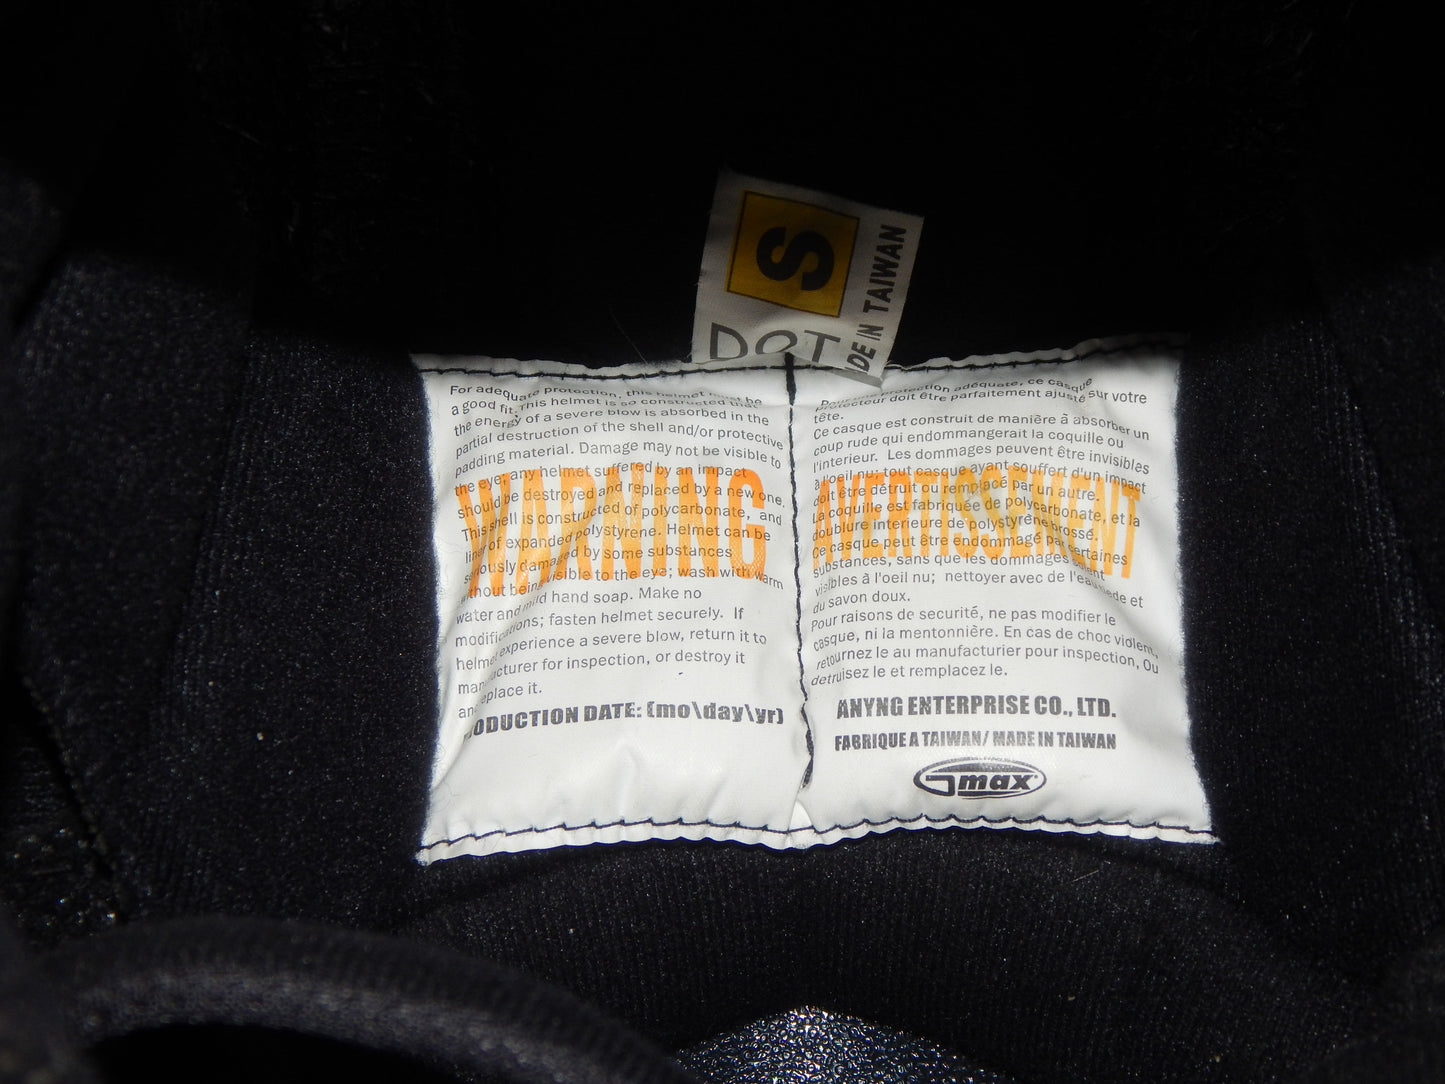 S
DOT
DE IN TAIWAN
For adequate protection, this helmet must be
a good fit. This helmet is so constructed that
the energy of a severe blow is absorbed in the
partial destruction of the shell and/or protective
padding material. Damage may not be visible to
the eye; any helmet suffered by an impact
should be destroyed and replaced by a new one.
This shell is constructed of polycarbonate, and
liner of expanded polystyrene. Helmet can be
seriously damaged by some substances
without being visible to the eye; wash with warm
water and mild hand soap. Make no
modifications; fasten helmet securely. If
helmet experience a severe blow, return it to
manufacturer for inspection, or destroy it
and replace it.
WARNING
PRODUCTION DATE: (mo\day\yr)
Pour une protection adéquate, ce casque
protecteur doit être parfaitement ajusté sur votre
tête.
Ce casque est construit de manière à absorber un
coup rude qui endommangerait la coquille ou
l'interieur. Les dommages peuvent être invisibles
à l'oeil nu; tout casque ayant souffert d'un impact
doit être détruit ou remplacé par un autre.
La coquille est fabriquée de polycarbonate, et la
doublure interieure de polystyrène brossé.
Ce casque peut être endommagé par certaines
substances, sans que les dommages soient
visibles à l'oeil nu; nettoyer avec de l'eau tiede et
du savon doux.
Pour raisons de securité, ne pas modifier le
casque, ni la mentonnière. En cas de choc violent,
retournez le au manufacturier pour inspection, Ou
detruisez le et remplacez le.
AVERTISSEMENT
ANYNG ENTERPRISE CO., LTD.
FABRIQUE A TAIWAN/ MADE IN TAIWAN
Gmax